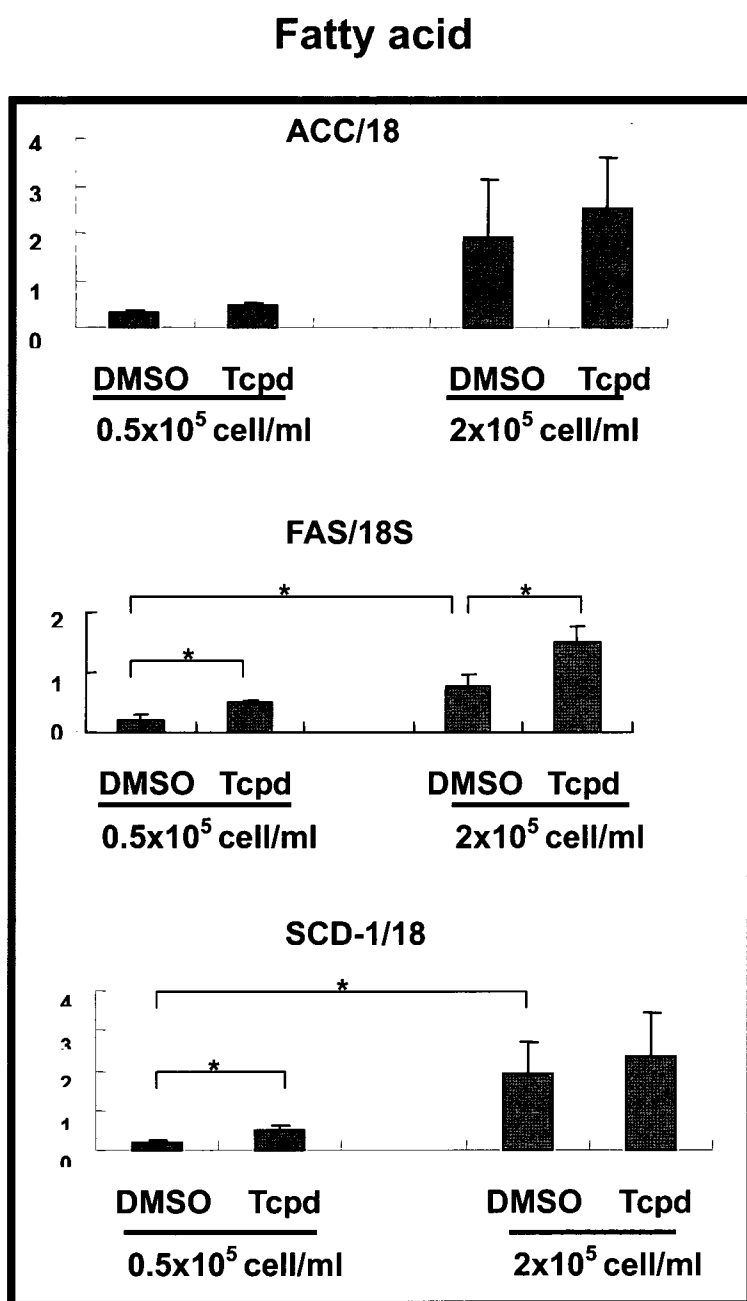 Fatty acid
ACC/18
4
3
2
1
0
DMSO Tcpd DMSO Tcpd
0.5x10⁵ cell/ml 2x10⁵ cell/ml
FAS/18S
* *
2
*
1
0
DMSO Tcpd DMSO Tcpd
0.5x10⁵ cell/ml 2x10⁵ cell/ml
SCD-1/18
*
4
3
*
2
1
0
DMSO Tcpd DMSO Tcpd
0.5x10⁵ cell/ml 2x10⁵ cell/ml